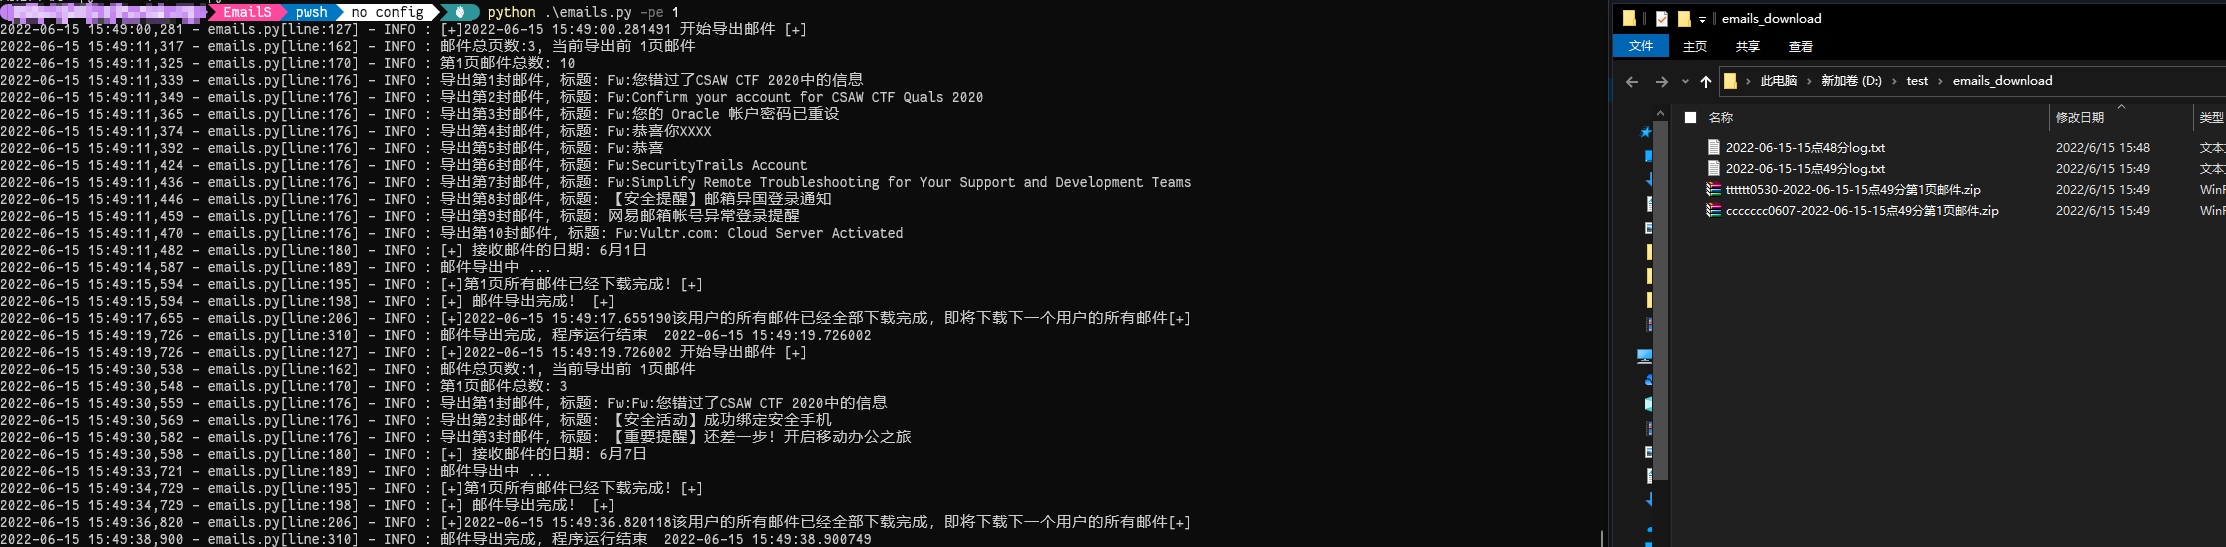 EmailS pwsh no config python .\emails.py -pe 1
2022-06-15 15:49:00,281 - emails.py[line:127] - INFO : [+]2022-06-15 15:49:00.281491 开始导出邮件 [+]
2022-06-15 15:49:11,317 - emails.py[line:162] - INFO : 邮件总页数:3, 当前导出前 1页邮件
2022-06-15 15:49:11,325 - emails.py[line:170] - INFO : 第1页邮件总数: 10
2022-06-15 15:49:11,339 - emails.py[line:176] - INFO : 导出第1封邮件, 标题: Fw:您错过了CSAW CTF 2020中的信息
2022-06-15 15:49:11,349 - emails.py[line:176] - INFO : 导出第2封邮件, 标题: Fw:Confirm your account for CSAW CTF Quals 2020
2022-06-15 15:49:11,365 - emails.py[line:176] - INFO : 导出第3封邮件, 标题: Fw:您的 Oracle 帐户密码已重设
2022-06-15 15:49:11,374 - emails.py[line:176] - INFO : 导出第4封邮件, 标题: Fw:恭喜你XXXX
2022-06-15 15:49:11,392 - emails.py[line:176] - INFO : 导出第5封邮件, 标题: Fw:恭喜
2022-06-15 15:49:11,424 - emails.py[line:176] - INFO : 导出第6封邮件, 标题: Fw:SecurityTrails Account
2022-06-15 15:49:11,436 - emails.py[line:176] - INFO : 导出第7封邮件, 标题: Fw:Simplify Remote Troubleshooting for Your Support and Development Teams
2022-06-15 15:49:11,446 - emails.py[line:176] - INFO : 导出第8封邮件, 标题: 【安全提醒】邮箱异国登录通知
2022-06-15 15:49:11,459 - emails.py[line:176] - INFO : 导出第9封邮件, 标题: 网易邮箱帐号异常登录提醒
2022-06-15 15:49:11,470 - emails.py[line:176] - INFO : 导出第10封邮件, 标题: Fw:Vultr.com: Cloud Server Activated
2022-06-15 15:49:11,482 - emails.py[line:180] - INFO : [+] 接收邮件的日期: 6月1日
2022-06-15 15:49:14,587 - emails.py[line:189] - INFO : 邮件导出中 ...
2022-06-15 15:49:15,594 - emails.py[line:195] - INFO : [+]第1页所有邮件已经下载完成! [+]
2022-06-15 15:49:15,594 - emails.py[line:198] - INFO : [+] 邮件导出完成! [+]
2022-06-15 15:49:17,655 - emails.py[line:206] - INFO : [+]2022-06-15 15:49:17.655190该用户的所有邮件已经全部下载完成, 即将下载下一个用户的所有邮件[+]
2022-06-15 15:49:19,726 - emails.py[line:310] - INFO : 邮件导出完成, 程序运行结束 2022-06-15 15:49:19.726002
2022-06-15 15:49:19,726 - emails.py[line:127] - INFO : [+]2022-06-15 15:49:19.726002 开始导出邮件 [+]
2022-06-15 15:49:30,538 - emails.py[line:162] - INFO : 邮件总页数:1, 当前导出前 1页邮件
2022-06-15 15:49:30,548 - emails.py[line:170] - INFO : 第1页邮件总数: 3
2022-06-15 15:49:30,559 - emails.py[line:176] - INFO : 导出第1封邮件, 标题: Fw:Fw:您错过了CSAW CTF 2020中的信息
2022-06-15 15:49:30,569 - emails.py[line:176] - INFO : 导出第2封邮件, 标题: 【安全活动】成功绑定安全手机
2022-06-15 15:49:30,582 - emails.py[line:176] - INFO : 导出第3封邮件, 标题: 【重要提醒】还差一步! 开启移动办公之旅
2022-06-15 15:49:30,598 - emails.py[line:180] - INFO : [+] 接收邮件的日期: 6月7日
2022-06-15 15:49:33,721 - emails.py[line:189] - INFO : 邮件导出中 ...
2022-06-15 15:49:34,729 - emails.py[line:195] - INFO : [+]第1页所有邮件已经下载完成! [+]
2022-06-15 15:49:34,729 - emails.py[line:198] - INFO : [+] 邮件导出完成! [+]
2022-06-15 15:49:36,820 - emails.py[line:206] - INFO : [+]2022-06-15 15:49:36.820118该用户的所有邮件已经全部下载完成, 即将下载下一个用户的所有邮件[+]
2022-06-15 15:49:38,900 - emails.py[line:310] - INFO : 邮件导出完成, 程序运行结束 2022-06-15 15:49:38.900749
emails_download
文件 主页 共享 查看
此电脑 › 新加卷 (D:) › test › emails_download
名称 修改日期 类型
2022-06-15-15点48分log.txt 2022/6/15 15:48
2022-06-15-15点49分log.txt 2022/6/15 15:49
tttttt0530-2022-06-15-15点49分第1页邮件.zip 2022/6/15 15:49
ccccccc0607-2022-06-15-15点49分第1页邮件.zip 2022/6/15 15:49